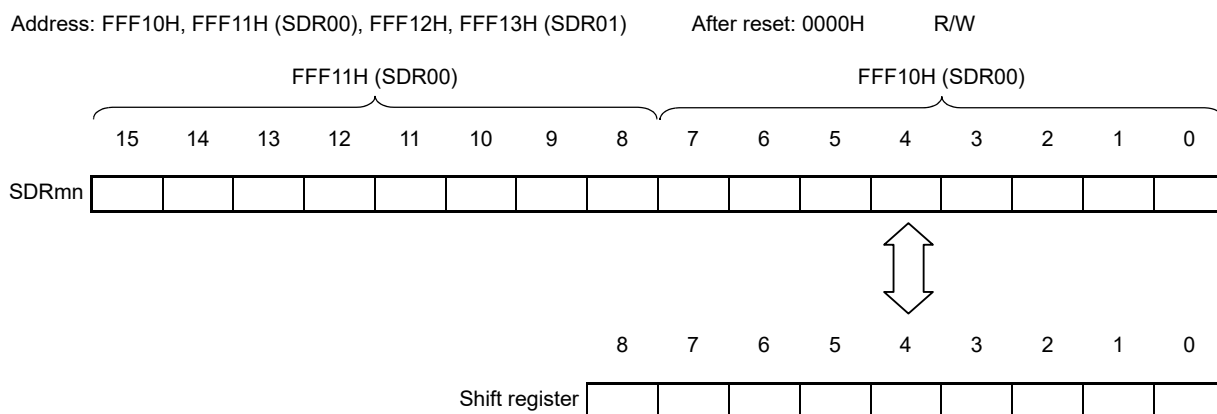 Address: FFF10H, FFF11H (SDR00), FFF12H, FFF13H (SDR01) After reset: 0000H R/W
FFF11H (SDR00) FFF10H (SDR00)
15 14 13 12 11 10 9 8 7 6 5 4 3 2 1 0
SDRmn
8 7 6 5 4 3 2 1 0
Shift register